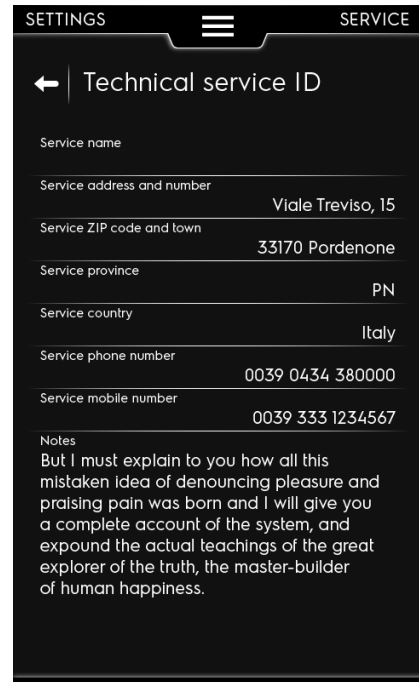 SETTINGS SERVICE
Technical service ID
Service name
Service address and number
Viale Treviso, 15
Service ZIP code and town
33170 Pordenone
Service province
PN
Service country
Italy
Service phone number
0039 0434 380000
Service mobile number
0039 333 1234567
Notes
But I must explain to you how all this
mistaken idea of denouncing pleasure and
praising pain was born and I will give you
a complete account of the system, and
expound the actual teachings of the great
explorer of the truth, the master-builder
of human happiness.